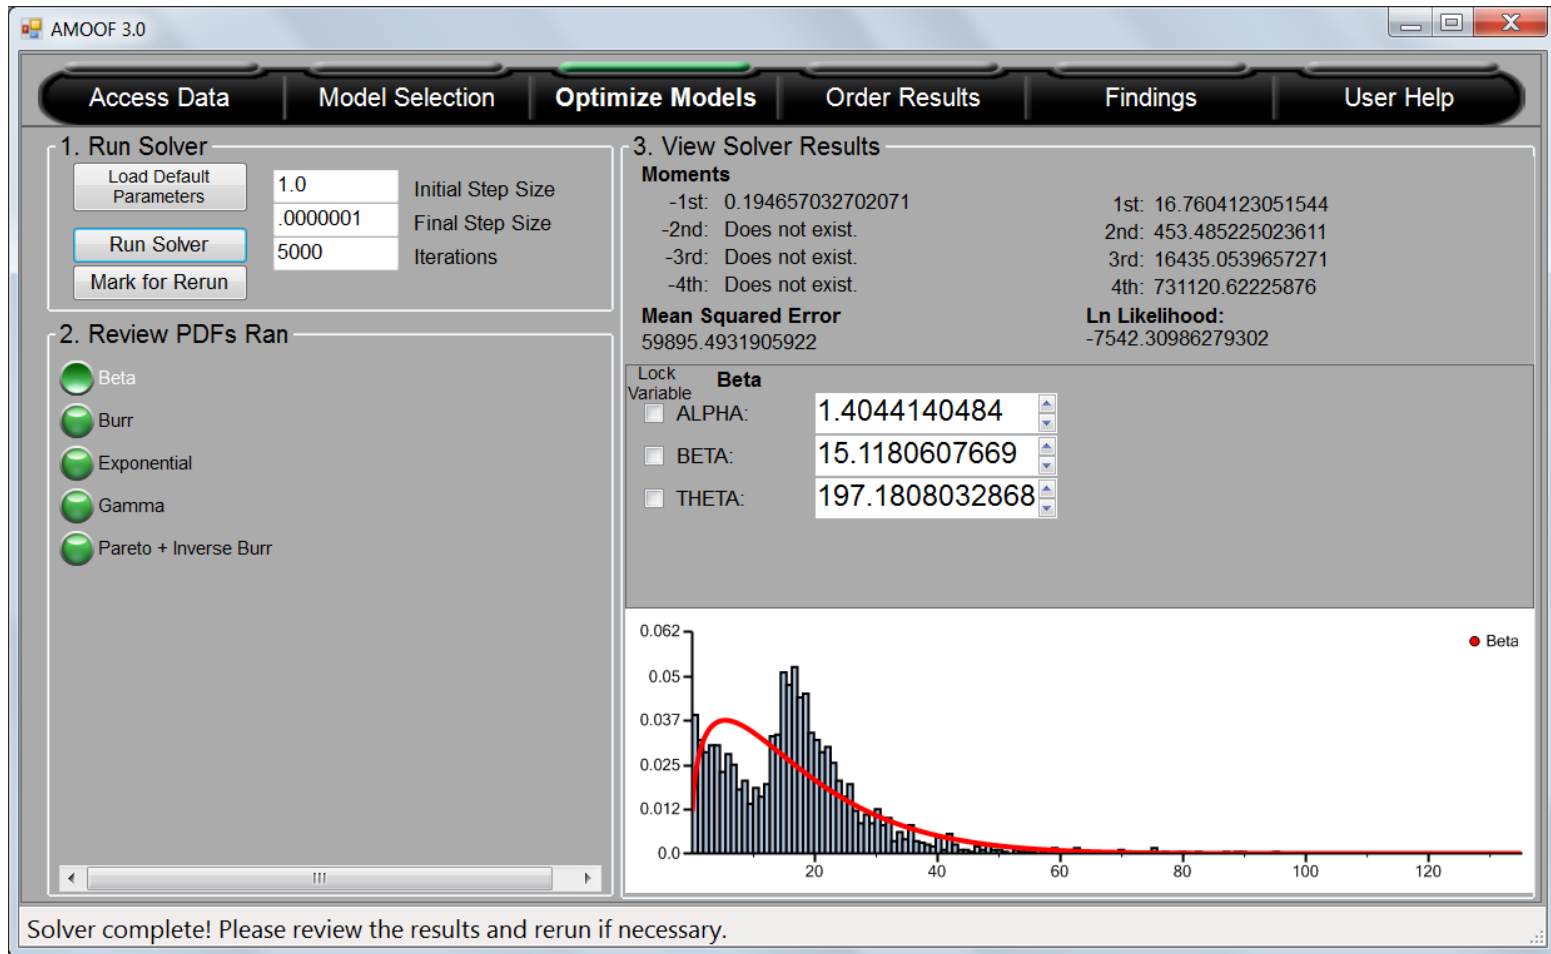 AMOOF 3.0
Access Data
Model Selection
Optimize Models
Order Results
Findings
User Help
1. Run Solver
Load Default
Parameters
Run Solver
Mark for Rerun
1.0 Initial Step Size
.0000001 Final Step Size
5000 Iterations
2. Review PDFs Ran
Beta
Burr
Exponential
Gamma
Pareto + Inverse Burr
3. View Solver Results
Moments
-1st: 0.194657032702071
-2nd: Does not exist.
-3rd: Does not exist.
-4th: Does not exist.
1st: 16.7604123051544
2nd: 453.485225023611
3rd: 16435.0539657271
4th: 731120.62225876
Mean Squared Error
59895.4931905922
Ln Likelihood:
-7542.30986279302
Lock
Variable
Beta
ALPHA: 1.4044140484
BETA: 15.1180607669
THETA: 197.1808032868
0.062
0.05
0.037
0.025
0.012
0.0
20 40 60 80 100 120
Beta
Solver complete! Please review the results and rerun if necessary.